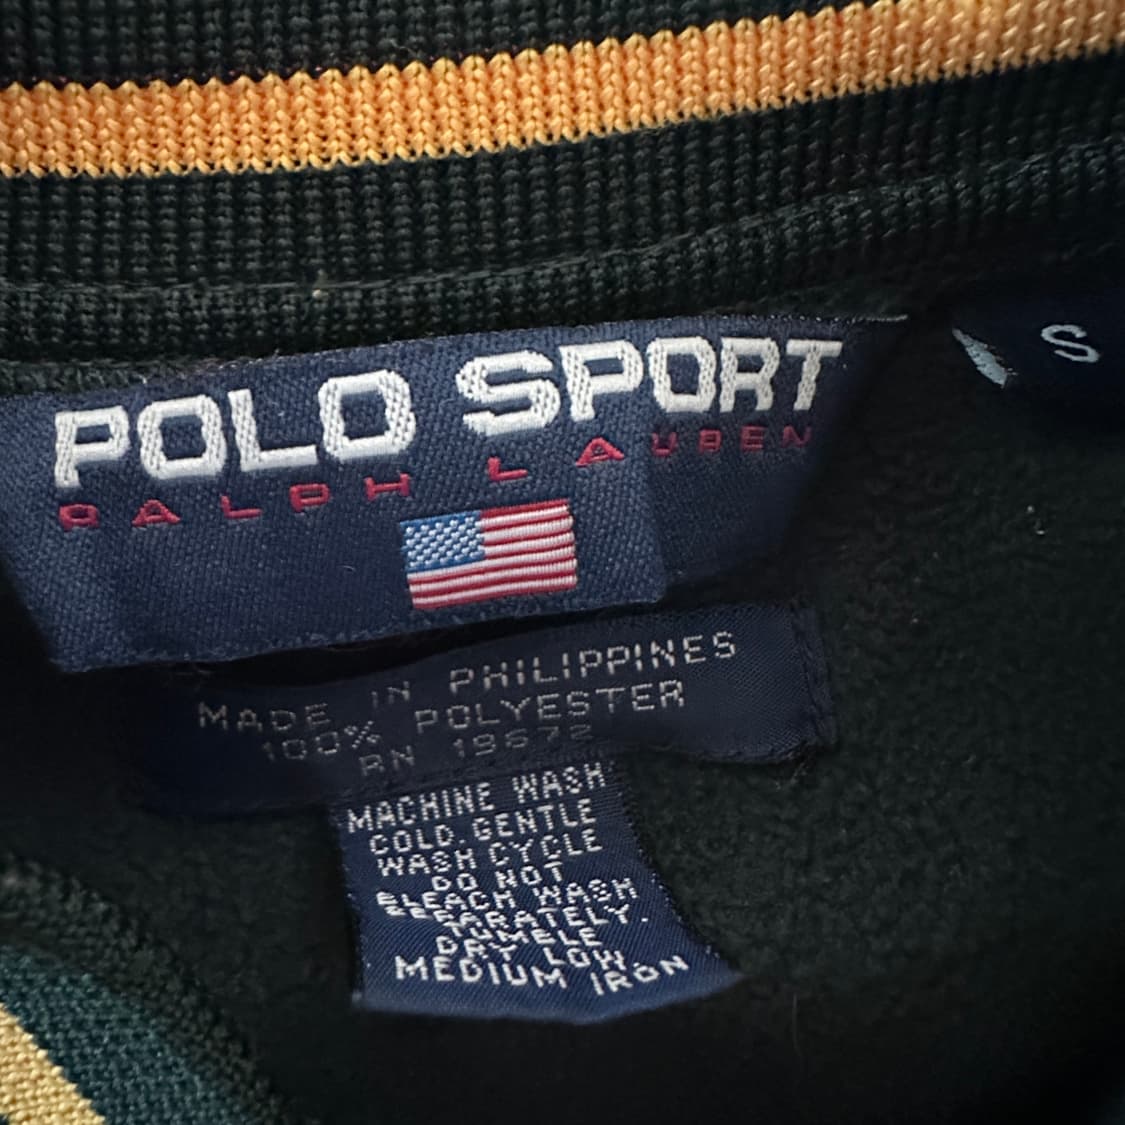 POLO SPORT
RALPH LAUREN
S
MADE IN PHILIPPINES
100% POLYESTER
RN 19672
MACHINE WASH
COLD. GENTLE
WASH CYCLE
DO NOT
BLEACH WASH
SEPARATELY.
TUMBLE
DRY LOW.
MEDIUM IRON